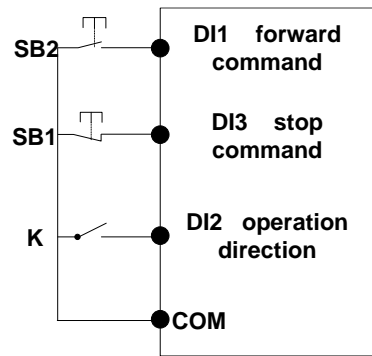 SB2
DI1 forward
command
SB1
DI3 stop
command
K
DI2 operation
direction
COM